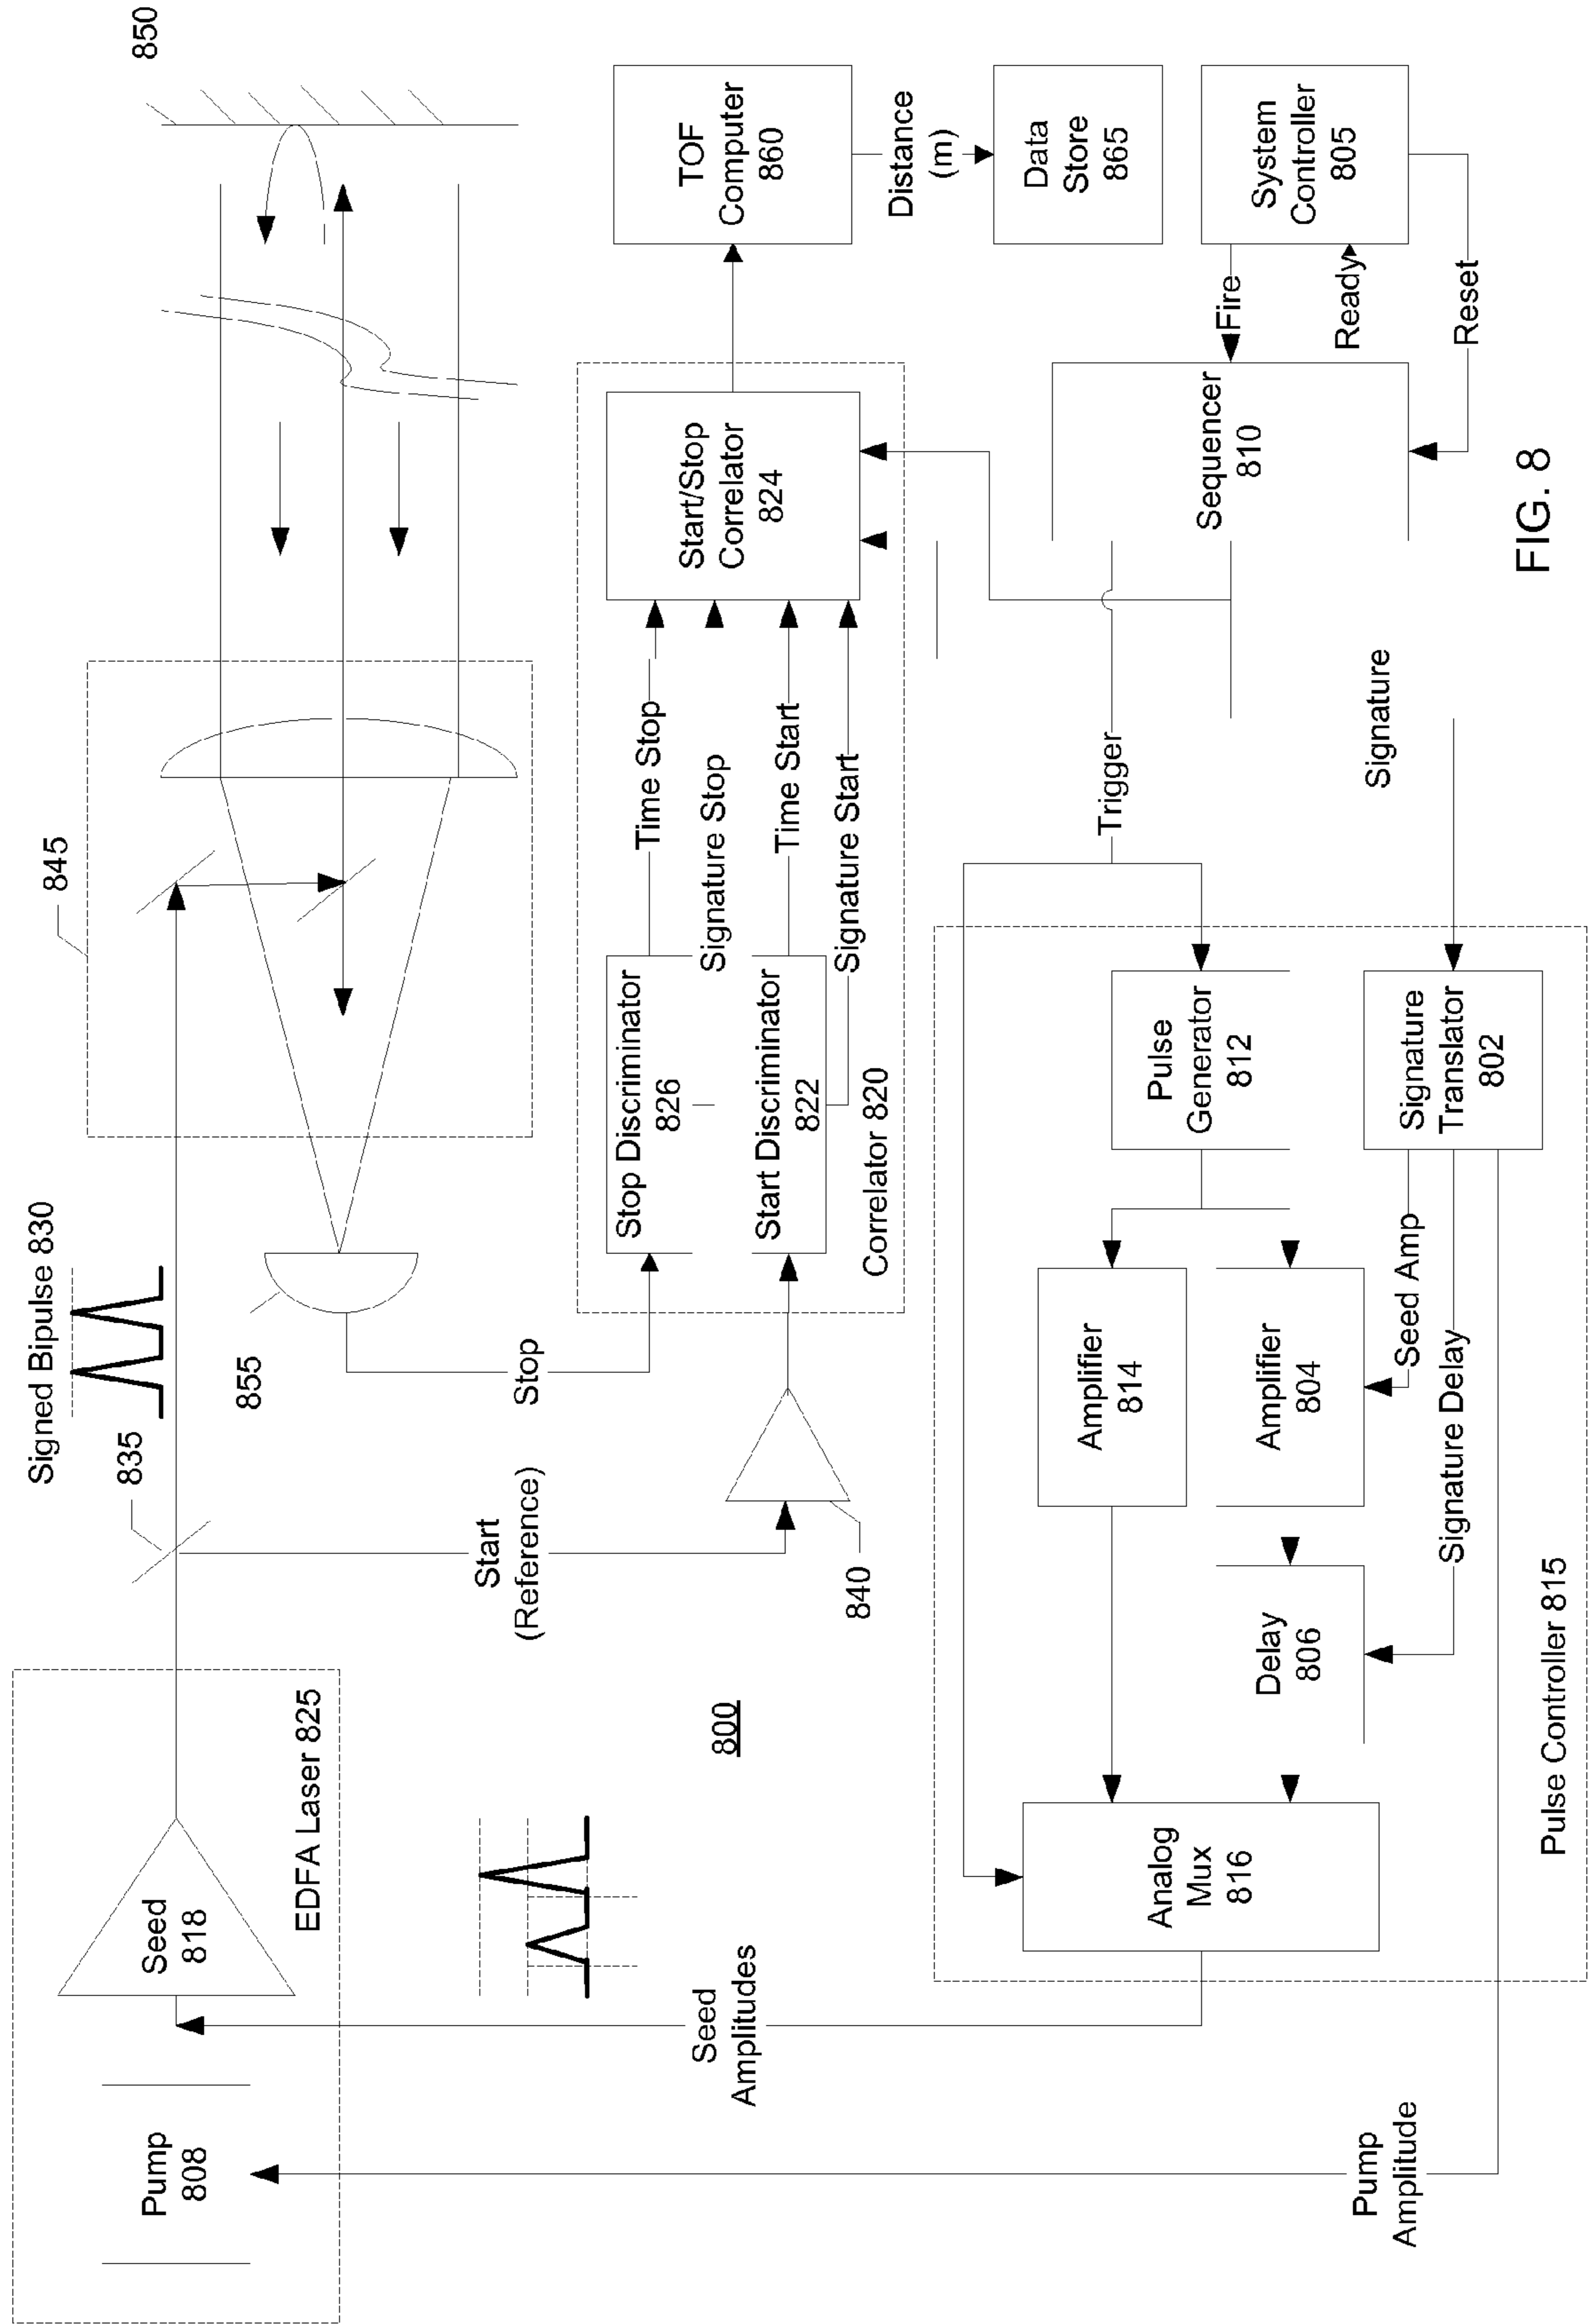 Pump
808
Seed
818
EDFA Laser 825
835
Signed Bipulse 830
845
850
855
Start
(Reference)
Stop
840
Seed
Amplitudes
800
Stop Discriminator
826
Start Discriminator
822
Correlator 820
Time Stop
Signature Stop
Time Start
Signature Start
Start/Stop
Correlator
824
TOF
Computer
860
Distance
(m)
Data
Store
865
System
Controller
805
Fire
Ready
Reset
Sequencer
810
Trigger
Signature
Pulse
Generator
812
Signature
Translator
802
Amplifier
814
Amplifier
804
Seed Amp
Signature Delay
Delay
806
Analog
Mux
816
Pulse Controller 815
Pump
Amplitude
FIG. 8